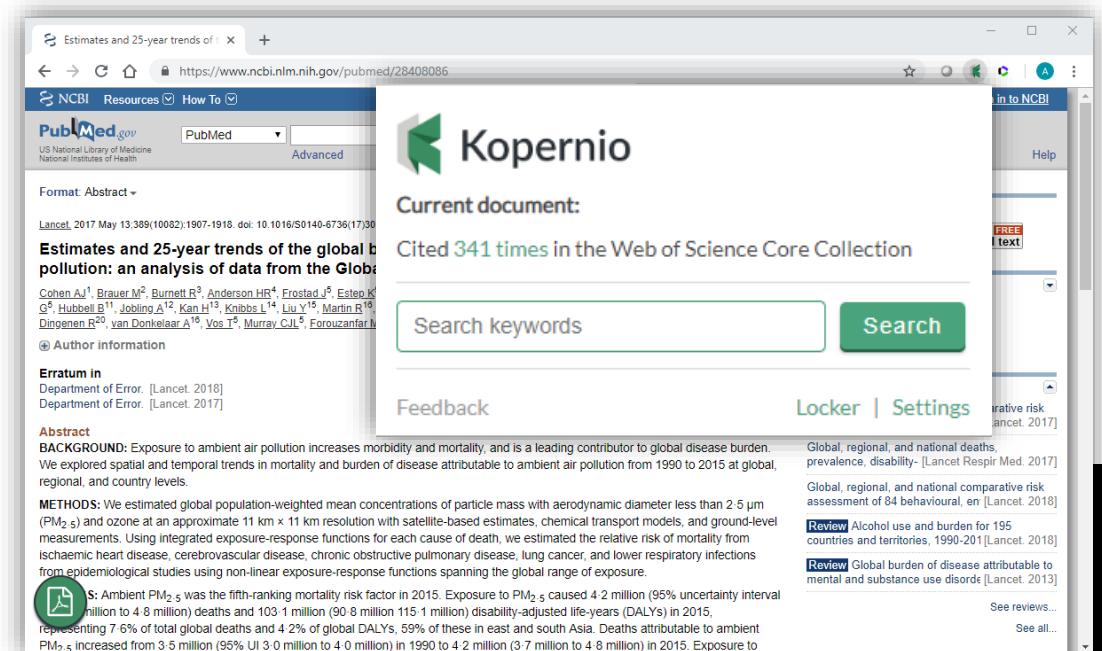 Estimates and 25-year trends of t
https://www.ncbi.nlm.nih.gov/pubmed/28408086
A
NCBI Resources How To
in to NCBI
PubMed.gov
US National Library of Medicine
National Institutes of Health
PubMed
Advanced
Help
Kopernio
Current document:
Cited 341 times in the Web of Science Core Collection
Search keywords
Search
Feedback
Locker | Settings
Format: Abstract
Lancet. 2017 May 13;389(10082):1907-1918. doi: 10.1016/S0140-6736(17)30
Estimates and 25-year trends of the global b
pollution: an analysis of data from the Globa
Cohen AJ1, Brauer M2, Burnett R3, Anderson HR4, Frostad J5, Estep K
G5, Hubbell B11, Jobling A12, Kan H13, Knibbs L14, Liu Y15, Martin R16,
Dingenen R20, van Donkelaar A16, Vos T5, Murray CJL5, Forouzanfar M
Author information
Erratum in
Department of Error. [Lancet. 2018]
Department of Error. [Lancet. 2017]
Abstract
BACKGROUND: Exposure to ambient air pollution increases morbidity and mortality, and is a leading contributor to global disease burden.
We explored spatial and temporal trends in mortality and burden of disease attributable to ambient air pollution from 1990 to 2015 at global,
regional, and country levels.
METHODS: We estimated global population-weighted mean concentrations of particle mass with aerodynamic diameter less than 2·5 μm
(PM2·5) and ozone at an approximate 11 km × 11 km resolution with satellite-based estimates, chemical transport models, and ground-level
measurements. Using integrated exposure-response functions for each cause of death, we estimated the relative risk of mortality from
ischaemic heart disease, cerebrovascular disease, chronic obstructive pulmonary disease, lung cancer, and lower respiratory infections
from epidemiological studies using non-linear exposure-response functions spanning the global range of exposure.
S: Ambient PM2·5 was the fifth-ranking mortality risk factor in 2015. Exposure to PM2·5 caused 4·2 million (95% uncertainty interval
million to 4·8 million) deaths and 103·1 million (90·8 million 115·1 million) disability-adjusted life-years (DALYs) in 2015,
representing 7·6% of total global deaths and 4·2% of global DALYs, 59% of these in east and south Asia. Deaths attributable to ambient
PM2·5 increased from 3·5 million (95% UI 3·0 million to 4·0 million) in 1990 to 4·2 million (3·7 million to 4·8 million) in 2015. Exposure to
FREE
text
arative risk
ancet. 2017]
Global, regional, and national deaths,
prevalence, disability- [Lancet Respir Med. 2017]
Global, regional, and national comparative risk
assessment of 84 behavioural, en [Lancet. 2018]
Review Alcohol use and burden for 195
countries and territories, 1990-201 [Lancet. 2018]
Review Global burden of disease attributable to
mental and substance use disorde [Lancet. 2013]
See reviews...
See all...